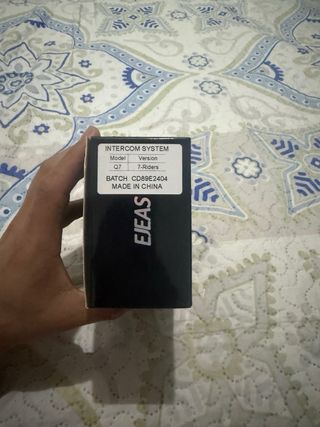 INTERCOM SYSTEM
Model Version
Q7 7-Riders
BATCH CD89E2404
MADE IN CHINA
EJEAS